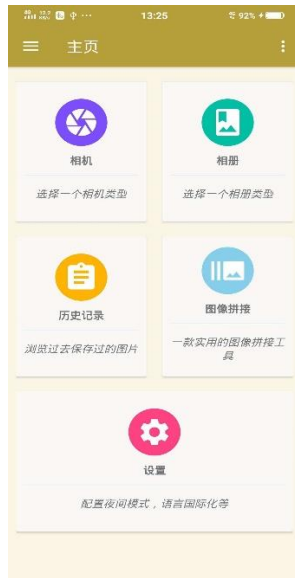 13:25
92%
主页
相机
选择一个相机类型
相册
选择一个相册类型
历史记录
浏览过去保存过的图片
图像拼接
一款实用的图像拼接工
具
设置
配置夜间模式，语言国际化等